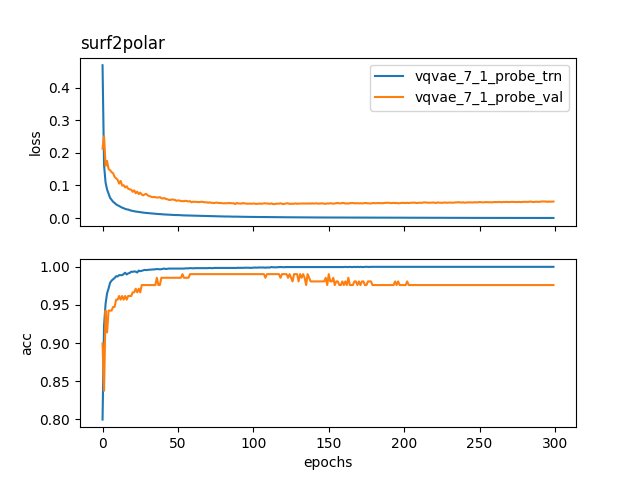 surf2polar
0.4
0.3
0.2
0.1
0.0
loss
vqvae_7_1_probe_trn
vqvae_7_1_probe_val
1.00
0.95
0.90
0.85
0.80
acc
0 50 100 150 200 250 300
epochs